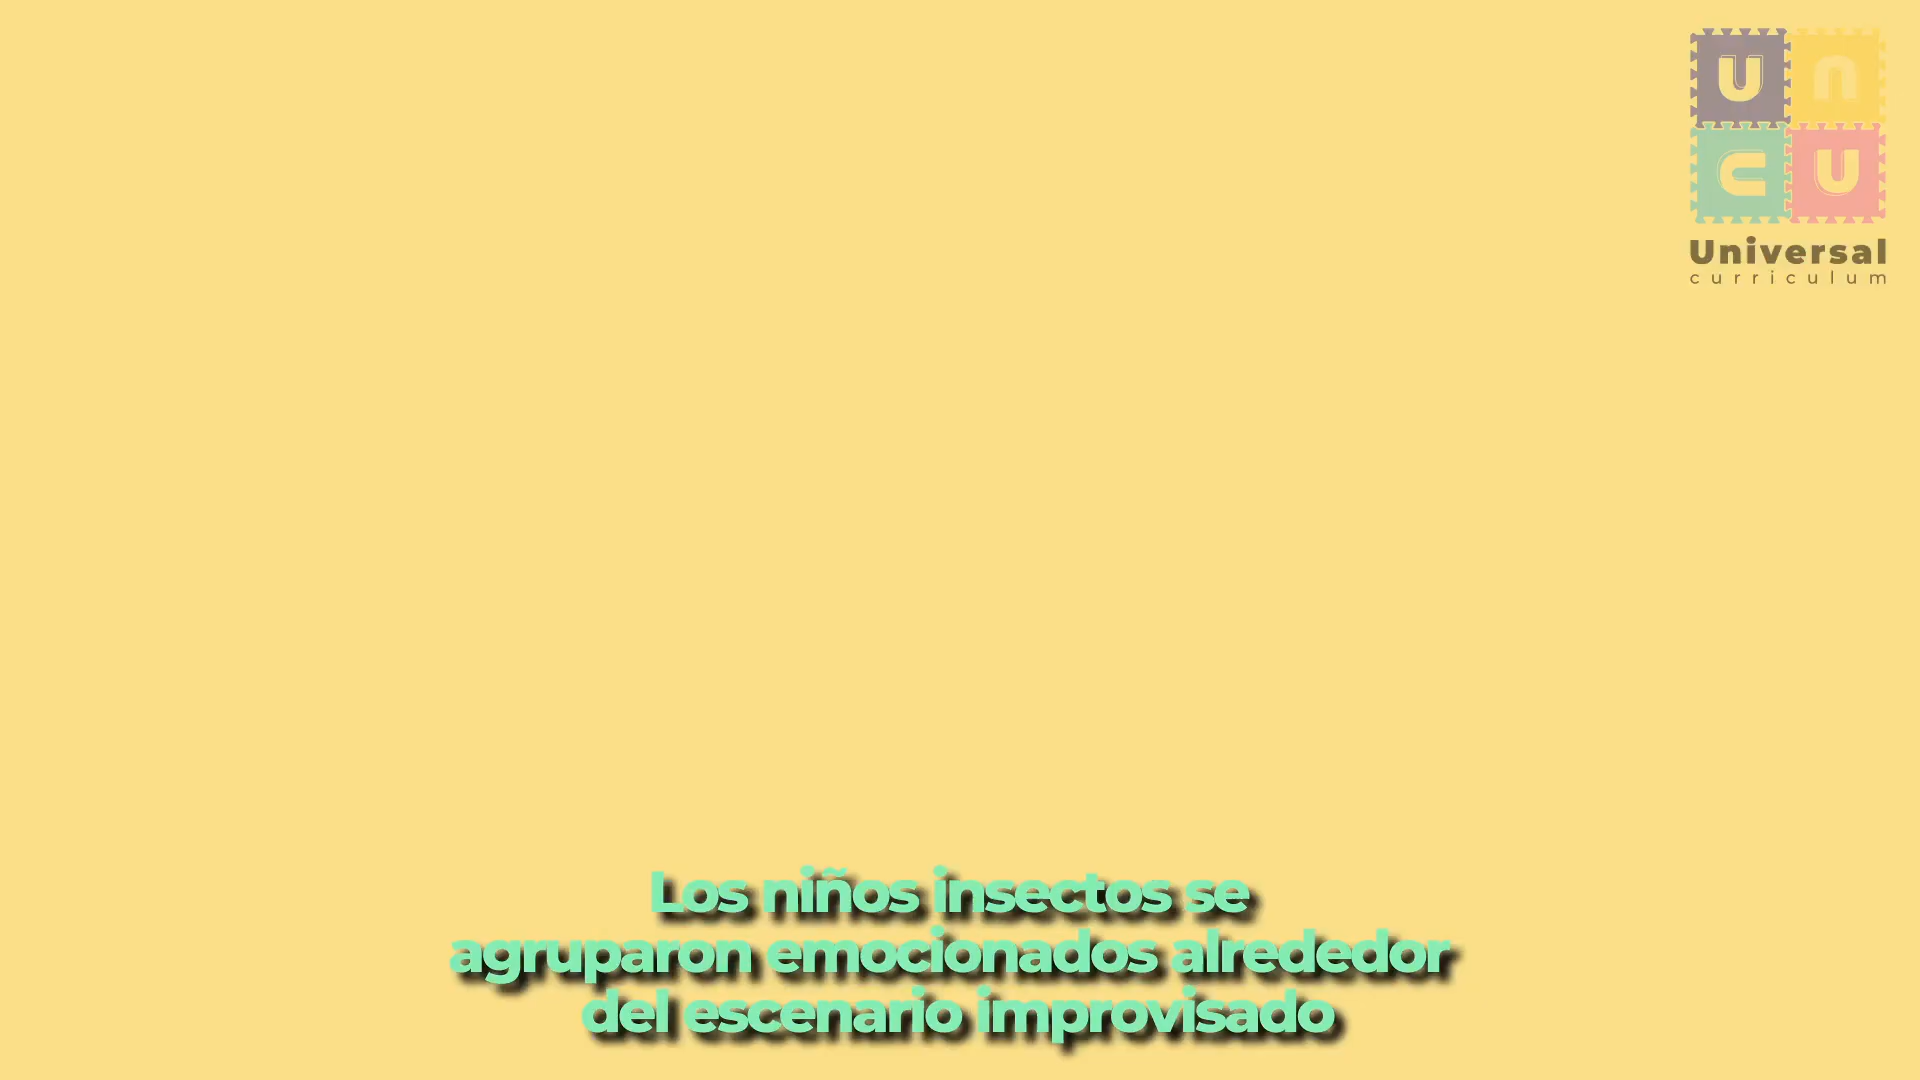 U n
C U
Universal
curriculum
Los niños insectos se
agruparon emocionados alrededor
del escenario improvisado